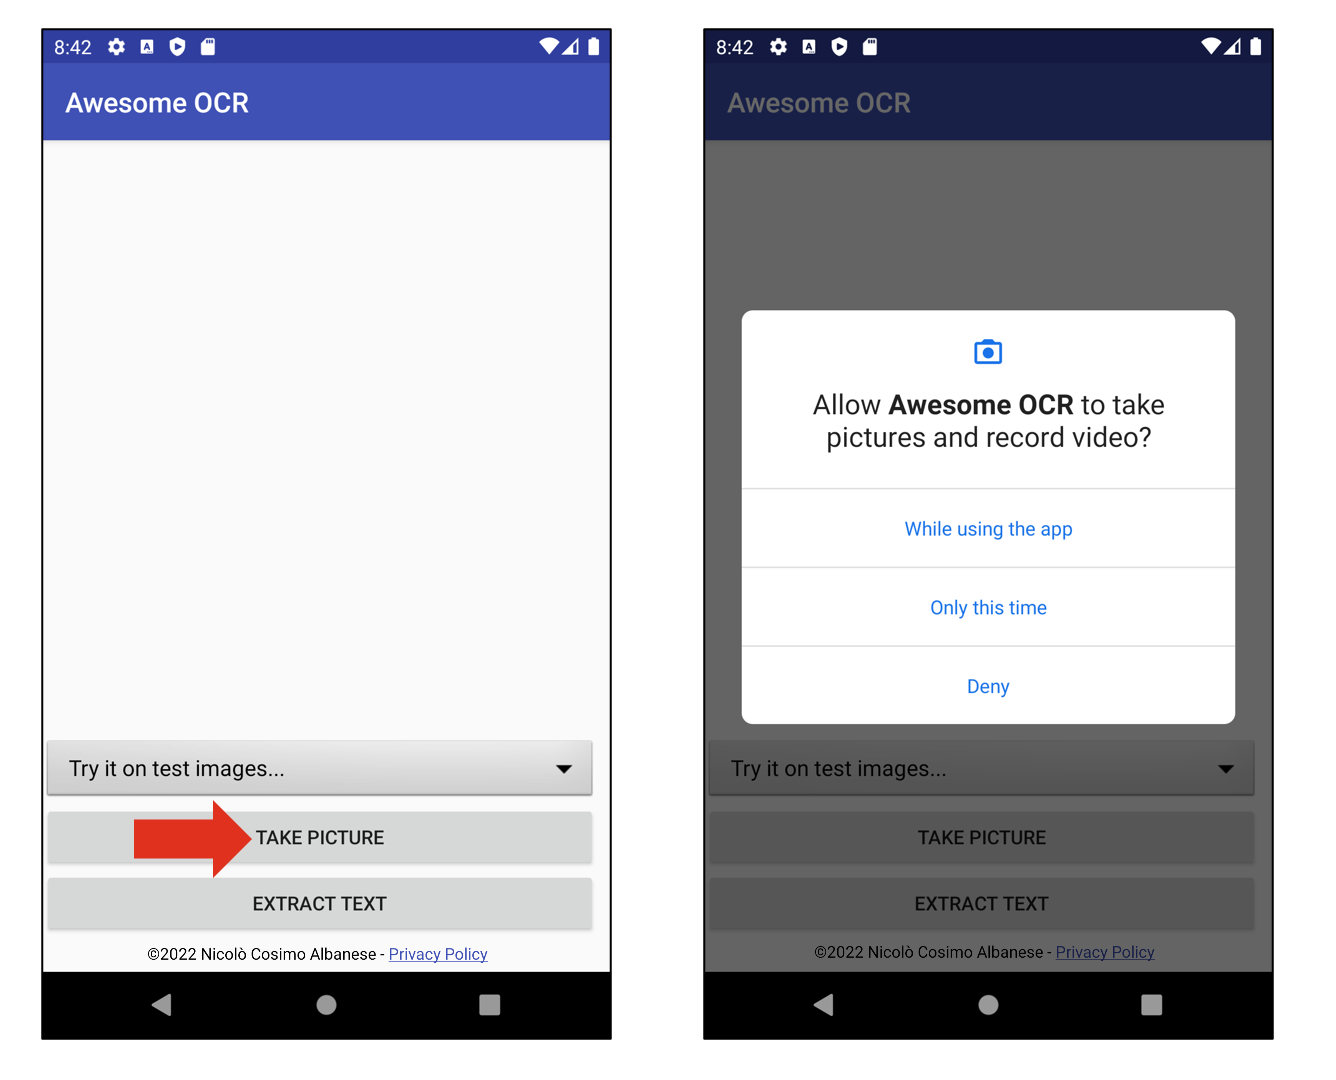 8:42
Awesome OCR
Try it on test images...
TAKE PICTURE
EXTRACT TEXT
©2022 Nicolò Cosimo Albanese - Privacy Policy
8:42
Awesome OCR
Allow Awesome OCR to take
pictures and record video?
While using the app
Only this time
Deny
Try it on test images...
TAKE PICTURE
EXTRACT TEXT
©2022 Nicolò Cosimo Albanese - Privacy Policy